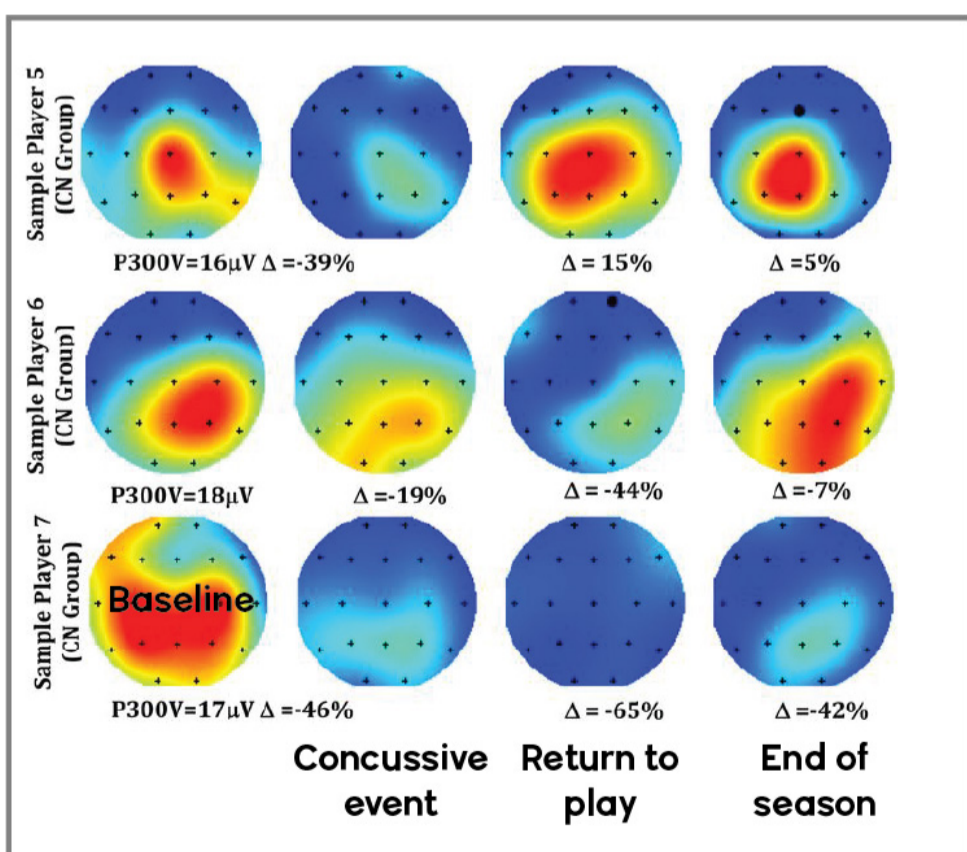 Sample Player 5
(CN Group)
P300V=16µV Δ =-39%
Δ = 15%
Δ =5%
Sample Player 6
(CN Group)
P300V=18µV
Δ = -19%
Δ = -44%
Δ =-7%
Sample Player 7
(CN Group)
Baseline
P300V=17µV Δ =-46%
Δ = -65%
Δ =-42%
Concussive
event
Return to
play
End of
season